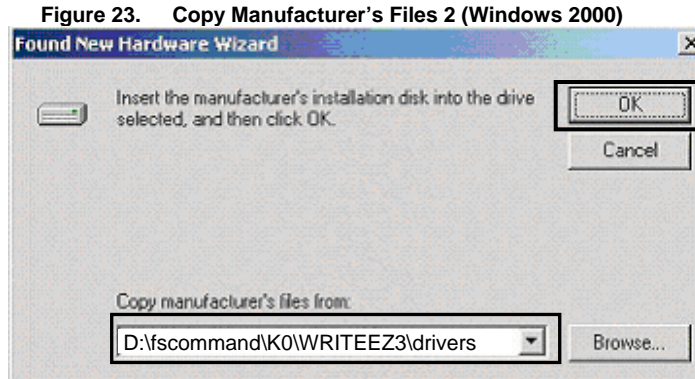 Figure 23. Copy Manufacturer's Files 2 (Windows 2000)
Found New Hardware Wizard
Insert the manufacturer's installation disk into the drive
selected, and then click OK.
OK
Cancel
Copy manufacturer's files from:
D:\fscommand\K0\WRITEEZ3\drivers
Browse...